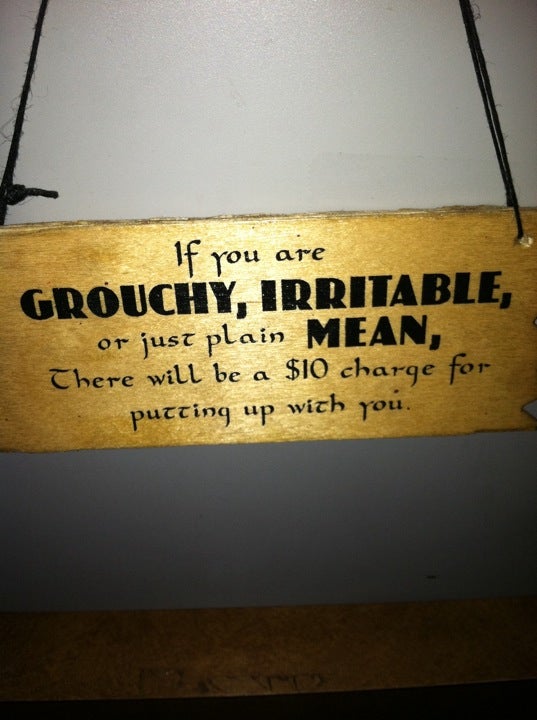 If you are
GROUCHY, IRRITABLE,
or just plain MEAN,
There will be a $10 charge for
putting up with you.